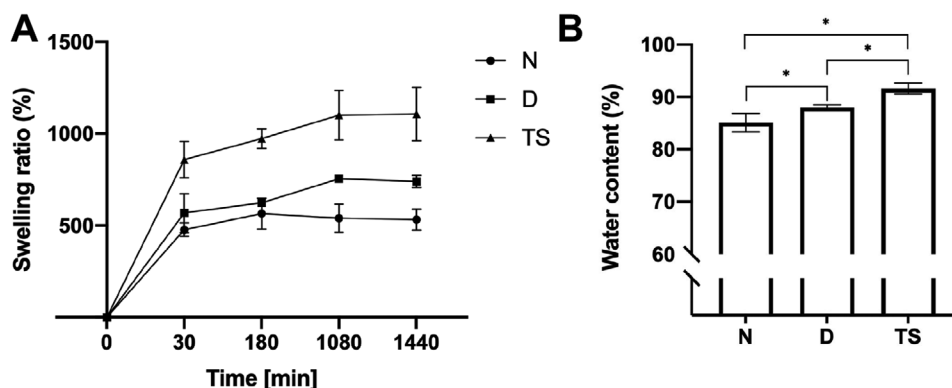 A
Swelling ratio (%)
1500
1000
500
0
30
180
1080
1440
Time [min]
N
D
TS
B
Water content (%)
100
90
80
70
60
*
*
*
N
D
TS